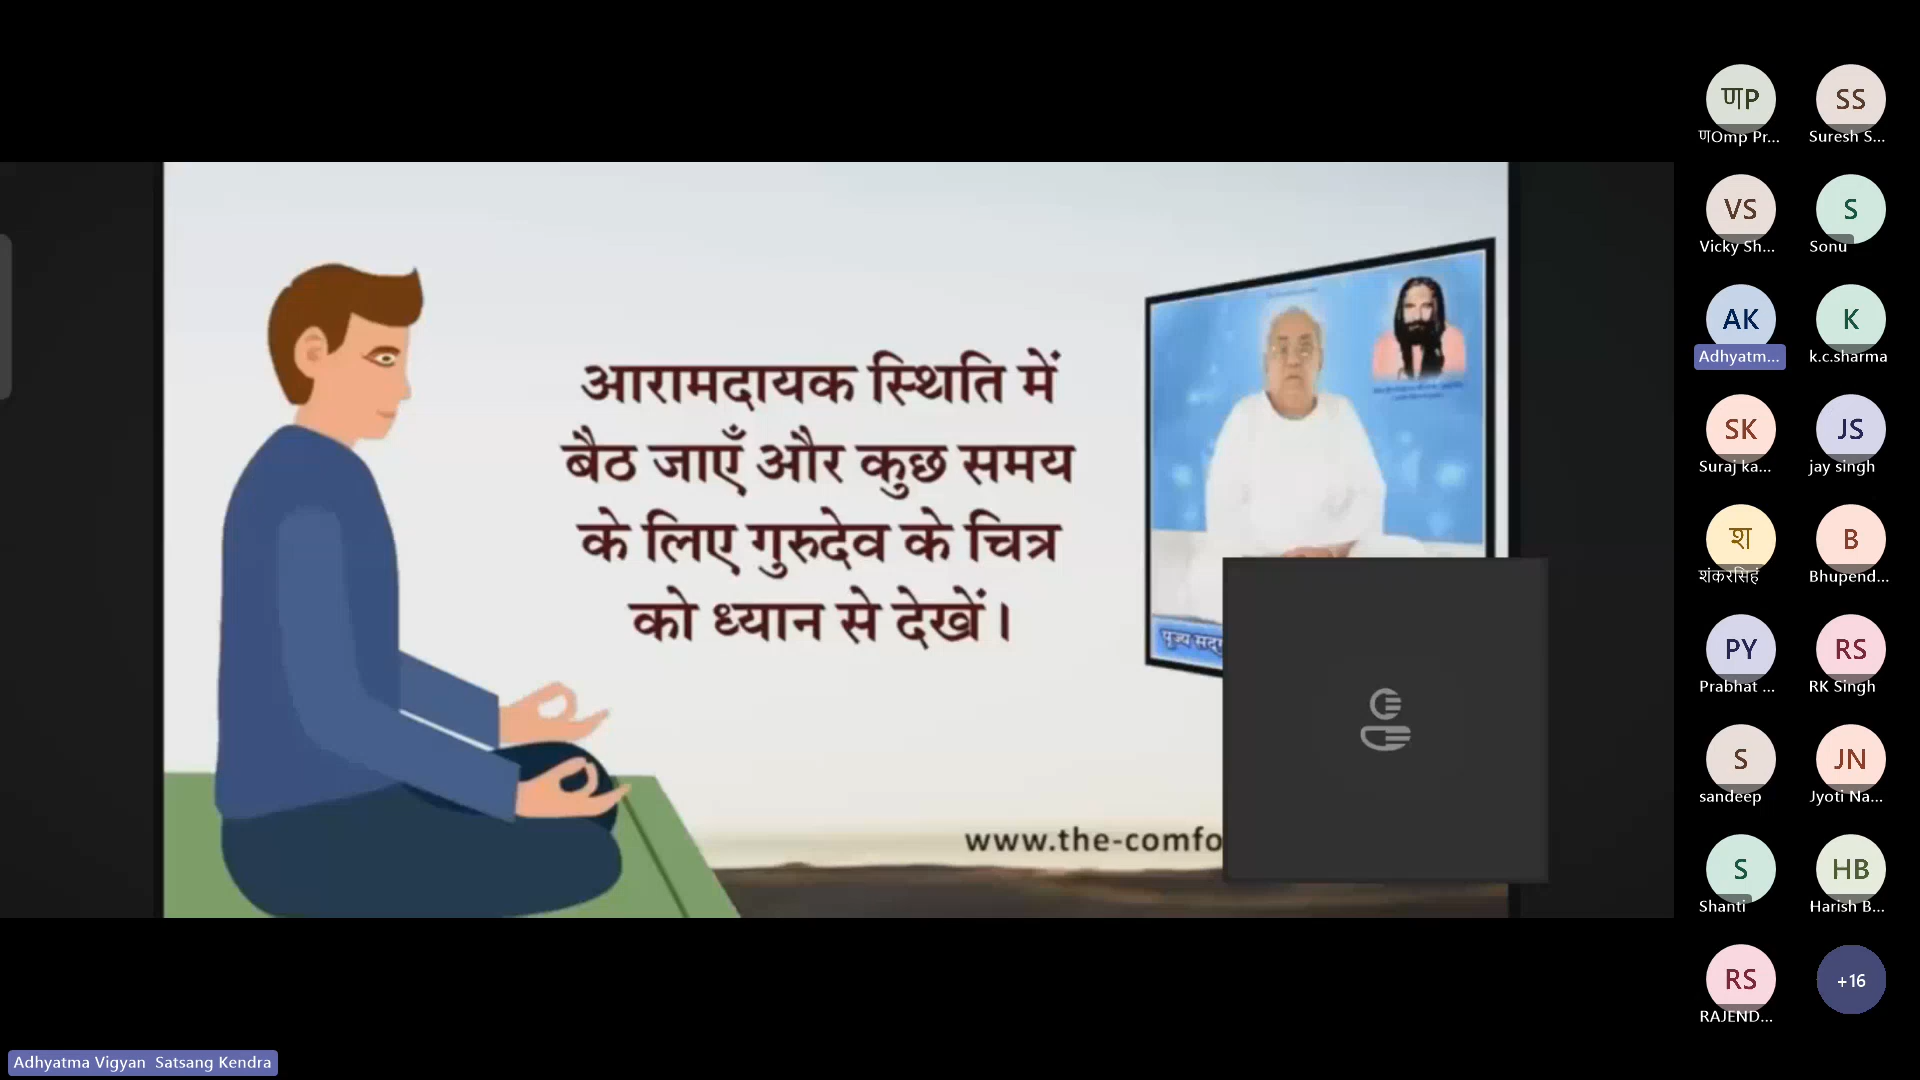 आरामदायक स्थिति में
बैठ जाएँ और कुछ समय
के लिए गुरुदेव के चित्र
को ध्यान से देखें।
पूज्य
www.the-comfo
णP
णOmp Pr...
SS
Suresh S...
VS
Vicky Sh...
S
Sonu
AK
Adhyatm...
K
k.c.sharma
SK
Suraj ka...
JS
jay singh
श
शंकरसिहं
B
Bhupend...
PY
Prabhat ...
RS
RK Singh
S
sandeep
JN
Jyoti Na...
S
Shanti
HB
Harish B...
RS
RAJEND...
+16
Adhyatma Vigyan Satsang Kendra